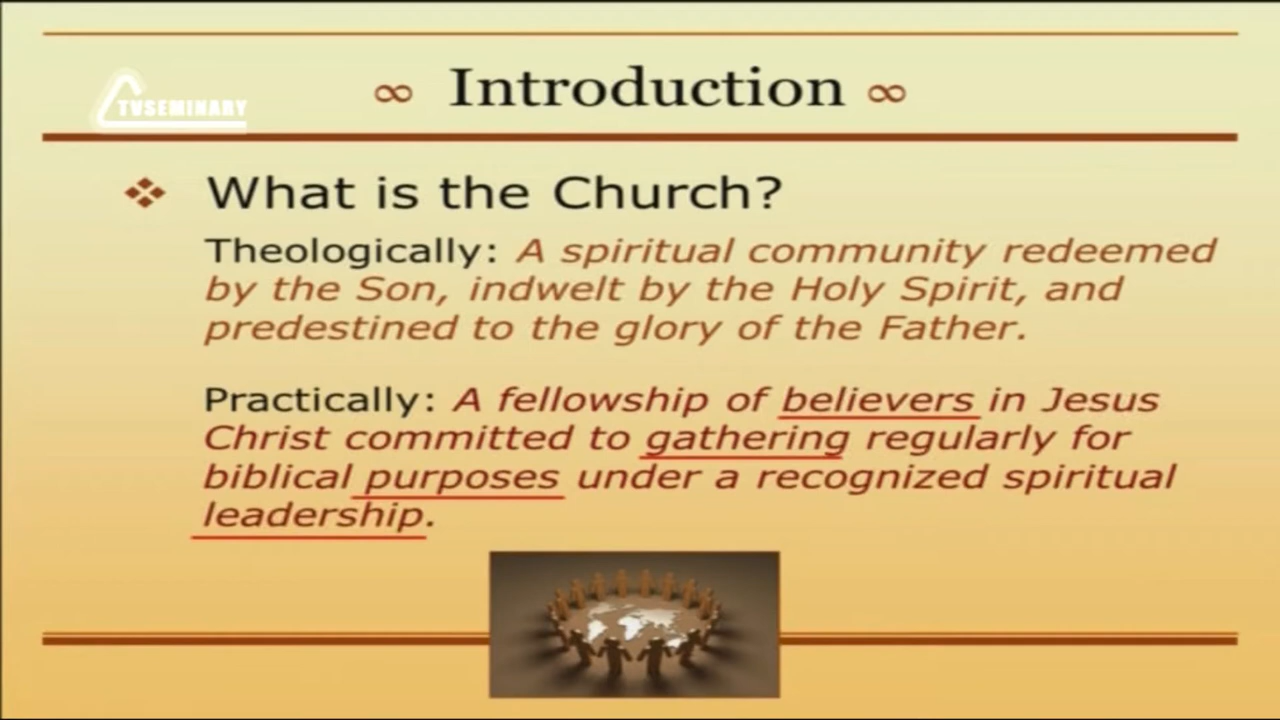 TVSEMINARY
∞ Introduction ∞
What is the Church?
Theologically: A spiritual community redeemed
by the Son, indwelt by the Holy Spirit, and
predestined to the glory of the Father.
Practically: A fellowship of believers in Jesus
Christ committed to gathering regularly for
biblical purposes under a recognized spiritual
leadership.